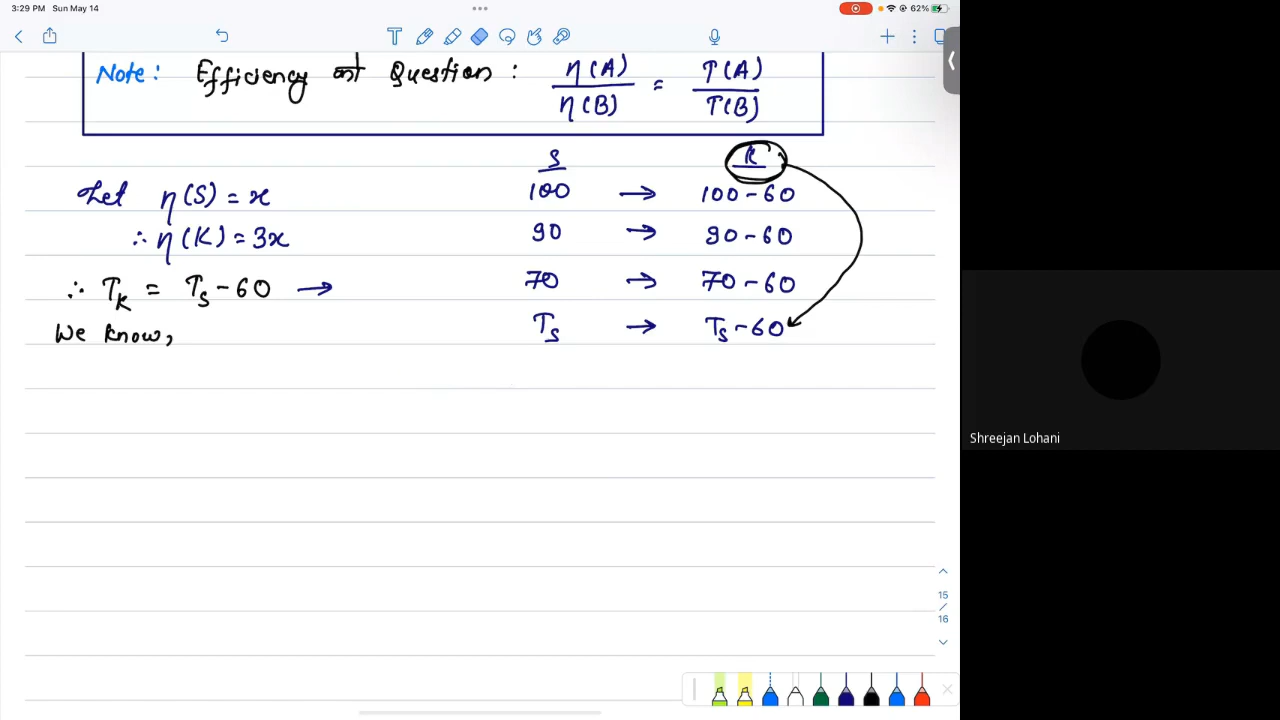 3:29 PM Sun May 14
62%
Note: Efficiency Question : η(A)/η(B) = T(A)/T(B)
S K
Let η(S) = x 100 → 100 - 60
∴ η(K) = 3x 90 → 90 - 60
∴ T_K = T_S - 60 → 70 → 70 - 60
We know, T_S → T_S - 60
Shreejan Lohani
15
/
16